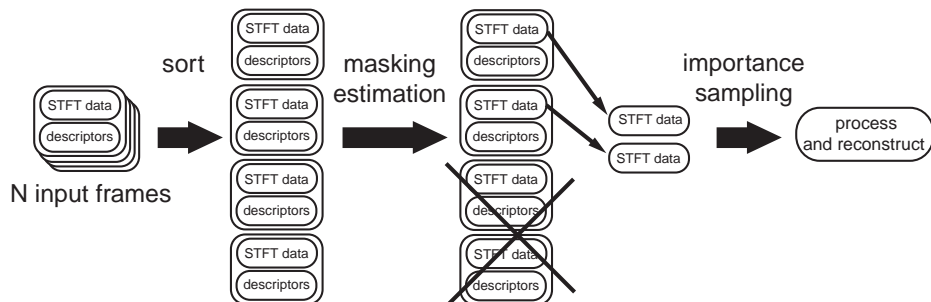 STFT data
descriptors
N input frames
sort
STFT data
descriptors
STFT data
descriptors
STFT data
descriptors
STFT data
descriptors
masking
estimation
STFT data
descriptors
STFT data
descriptors
STFT data
descriptors
STFT data
descriptors
STFT data
STFT data
importance
sampling
process
and reconstruct